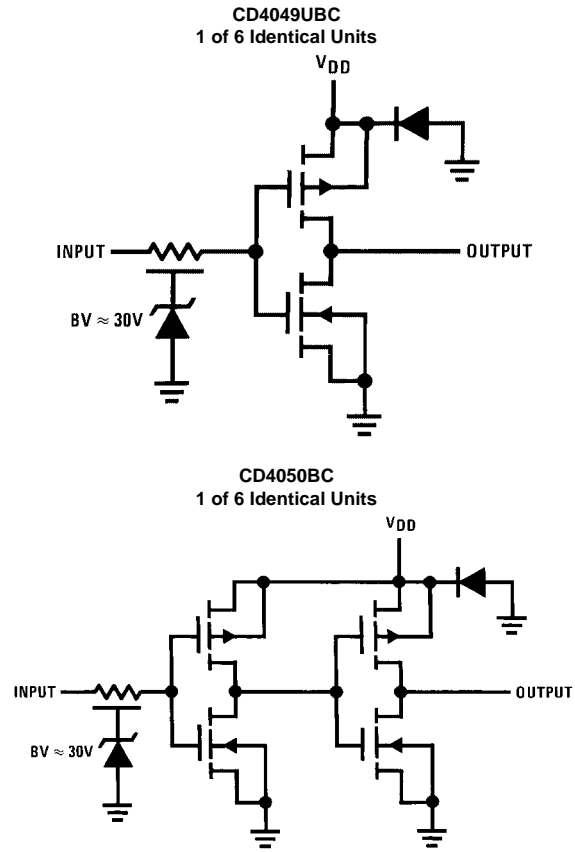 CD4049UBC
1 of 6 Identical Units
VDD
INPUT
OUTPUT
BV ≈ 30V
CD4050BC
1 of 6 Identical Units
VDD
INPUT
OUTPUT
BV ≈ 30V